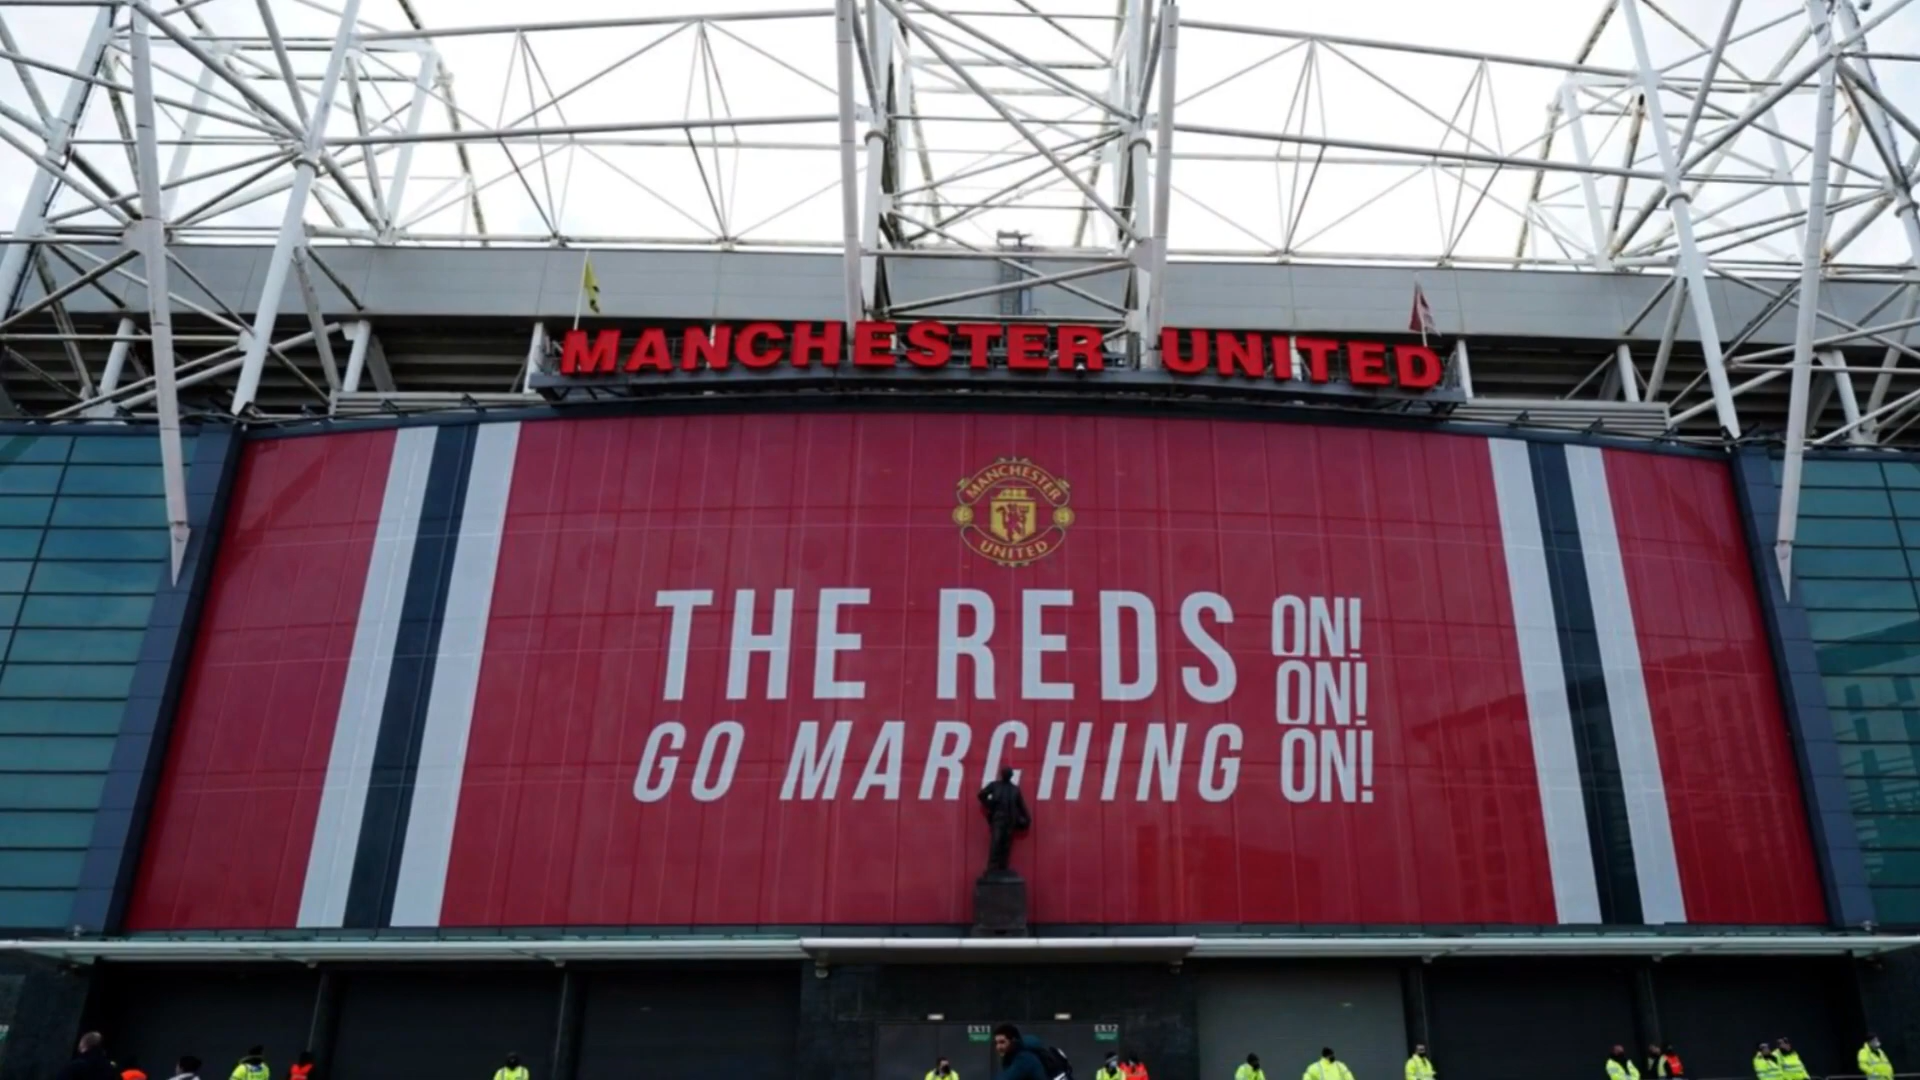 MANCHESTER UNITED
MANCHESTER
UNITED
THE REDS ON!
ON!
GO MARCHING ON!